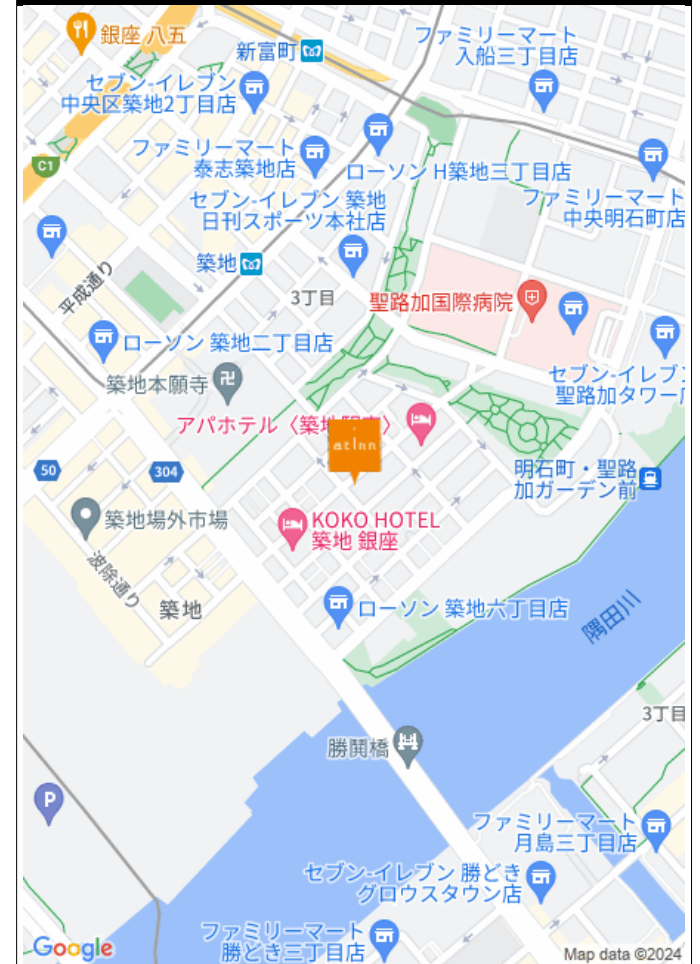 銀座 八五
新富町
ファミリーマート
入船三丁目店
セブン-イレブン
中央区築地2丁目店
C1
ファミリーマート
泰志築地店
ローソン H築地三丁目店
ファミリーマート
中央明石町店
セブン-イレブン 築地
日刊スポーツ本社店
築地
平成通り
3丁目
聖路加国際病院
ローソン 築地二丁目店
築地本願寺
セブン-イレブ
聖路加タワー
アパホテル〈築地
atInn
50
304
明石町・聖路
加ガーデン前
築地場外市場
KOKO HOTEL
築地 銀座
波除通り
築地
ローソン 築地六丁目店
隅田川
3丁目
勝鬨橋
P
ファミリーマート
月島三丁目店
セブン-イレブン 勝どき
グロウスタウン店
ファミリーマート
勝どき三丁目店
Google
Map data ©2024